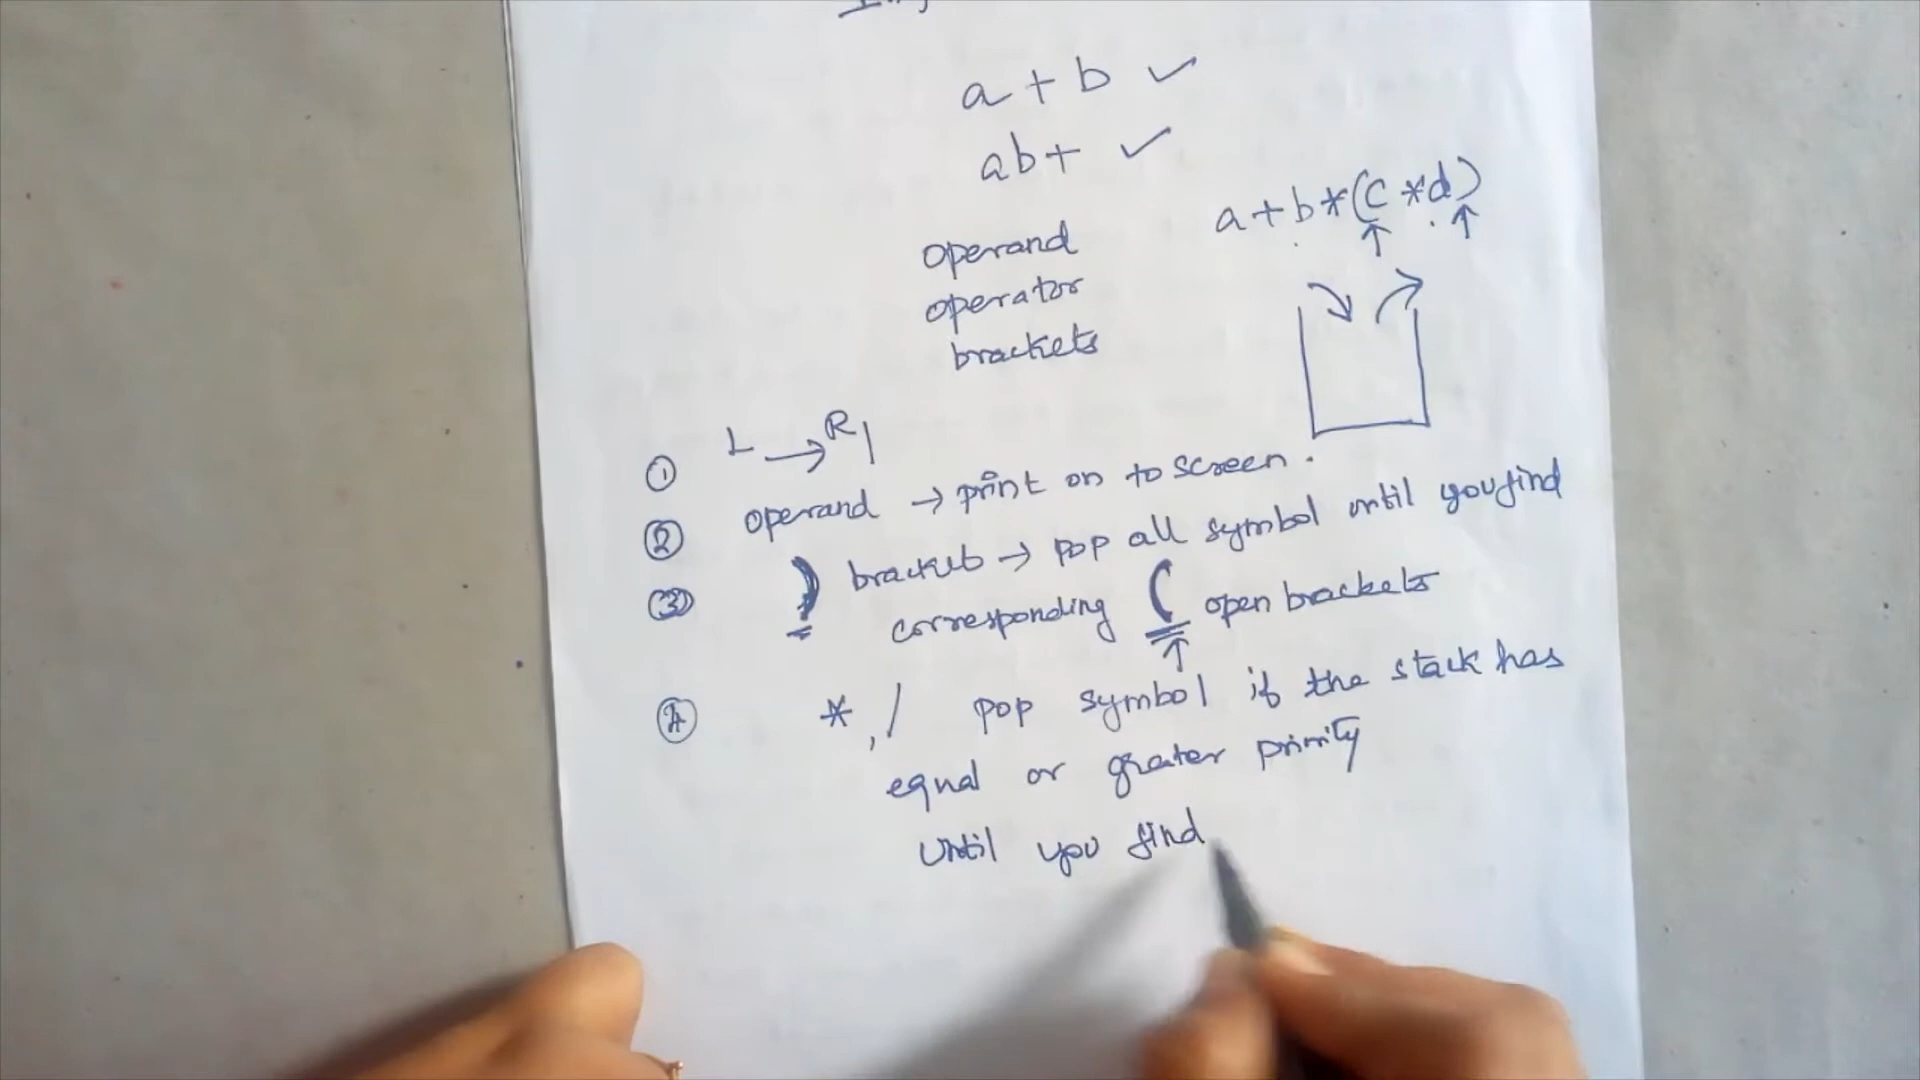 a + b ✓
ab+ ✓
a + b * (c * d)
operand
operator
brackets
① L → R
② operand → print on to screen.
③ ) brackets → pop all symbol until you find
corresponding ( open brackets
④ *, / pop symbol if the stack has
equal or greater priority
until you find